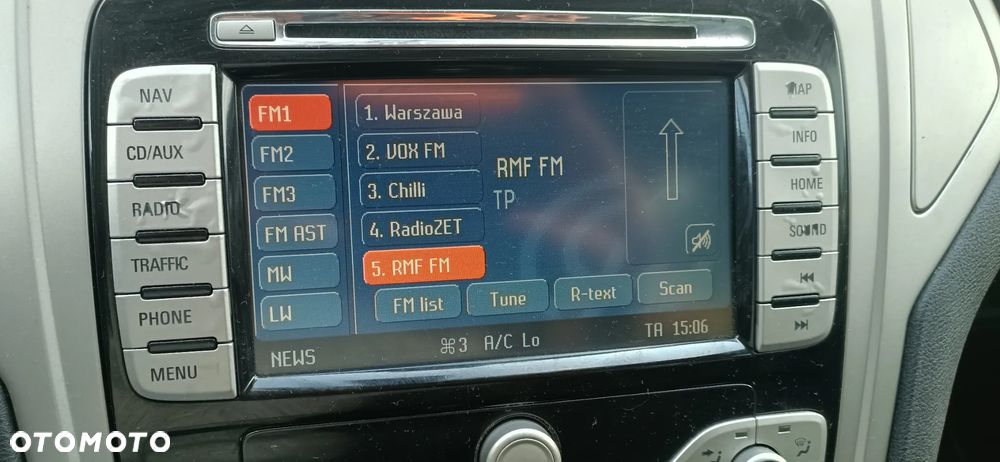 NAV
CD/AUX
RADIO
TRAFFIC
PHONE
MENU
FM1
FM2
FM3
FM AST
MW
LW
1. Warszawa
2. VOX FM
3. Chilli
4. RadioZET
5. RMF FM
RMF FM
TP
FM list
Tune
R-text
Scan
NEWS
3 A/C Lo
TA 15:06
MAP
INFO
HOME
SOUND
OTOMOTO